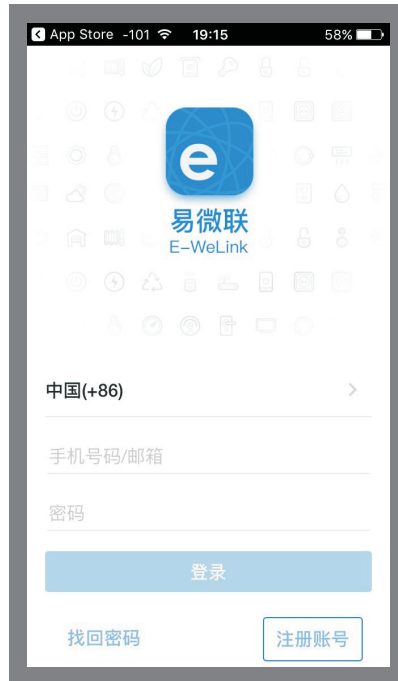 App Store -101 19:15 58%
e
易微联
E-WeLink
中国(+86)
手机号码/邮箱
密码
登录
找回密码
注册账号